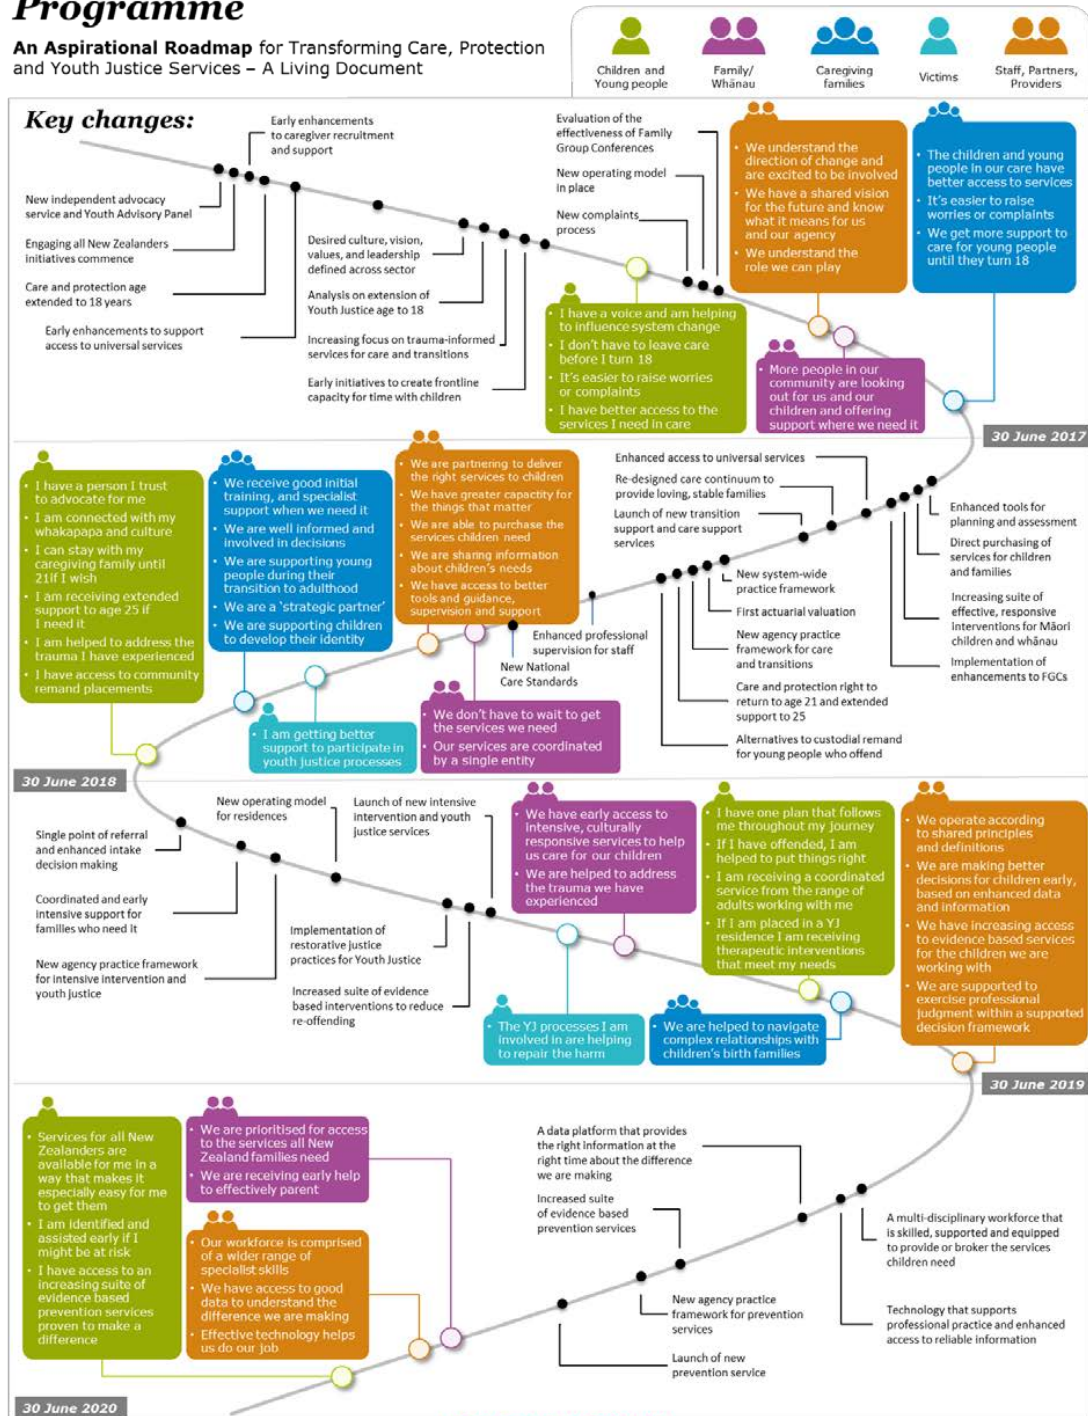 Programme
An Aspirational Roadmap for Transforming Care, Protection
and Youth Justice Services – A Living Document
Children and
Young people
Family/
Whānau
Caregiving
families
Victims
Staff, Partners,
Providers
Key changes:
Early enhancements
to caregiver recruitment
and support
New independent advocacy
service and Youth Advisory Panel
Engaging all New Zealanders
initiatives commence
Care and protection age
extended to 18 years
Early enhancements to support
access to universal services
Desired culture, vision,
values, and leadership
defined across sector
Analysis on extension of
Youth Justice age to 18
Increasing focus on trauma-informed
services for care and transitions
Early initiatives to create frontline
capacity for time with children
Evaluation of the
effectiveness of Family
Group Conferences
New operating model
in place
New complaints
process
• I have a voice and am helping
to influence system change
• I don't have to leave care
before I turn 18
• It's easier to raise worries
or complaints
• I have better access to the
services I need in care
• We understand the
direction of change and
are excited to be involved
• We have a shared vision
for the future and know
what it means for us
and our agency
• We understand the
role we can play
• More people in our
community are looking
out for us and our
children and offering
support where we need it
• The children and young
people in our care have
better access to services
• It's easier to raise
worries or complaints
• We get more support to
care for young people
until they turn 18
30 June 2017
• I have a person I trust
to advocate for me
• I am connected with my
whakapapa and culture
• I can stay with my
caregiving family until
21if I wish
• I am receiving extended
support to age 25 if
I need it
• I am helped to address the
trauma I have experienced
• I have access to community
remand placements
• We receive good initial
training, and specialist
support when we need it
• We are well informed and
involved in decisions
• We are supporting young
people during their
transition to adulthood
• We are a 'strategic partner'
• We are supporting children
to develop their identity
• We are partnering to deliver
the right services to children
• We have greater capacity for
the things that matter
• We are able to purchase the
services children need
• We are sharing information
about children's needs
• We have access to better
tools and guidance,
supervision and support
• I am getting better
support to participate in
youth justice processes
• We don't have to wait to get
the services we need
• Our services are coordinated
by a single entity
New National
Care Standards
Enhanced professional
supervision for staff
Enhanced access to universal services
Re-designed care continuum to
provide loving, stable families
Launch of new transition
support and care support
services
New system-wide
practice framework
First actuarial valuation
New agency practice
framework for care
and transitions
Care and protection right to
return to age 21 and extended
support to 25
Alternatives to custodial remand
for young people who offend
Enhanced tools for
planning and assessment
Direct purchasing of
services for children
and families
Increasing suite of
effective, responsive
interventions for Māori
children and whānau
Implementation of
enhancements to FGCs
30 June 2018
Single point of referral
and enhanced intake
decision making
Coordinated and early
intensive support for
families who need it
New agency practice framework
for intensive intervention and
youth justice
New operating model
for residences
Launch of new intensive
intervention and youth
justice services
Implementation of
restorative justice
practices for Youth Justice
Increased suite of evidence
based interventions to reduce
re-offending
• We have early access to
intensive, culturally
responsive services to help
us care for our children
• We are helped to address
the trauma we have
experienced
• I have one plan that follows
me throughout my journey
• If I have offended, I am
helped to put things right
• I am receiving a coordinated
service from the range of
adults working with me
• If I am placed in a YJ
residence I am receiving
therapeutic interventions
that meet my needs
• We operate according
to shared principles
and definitions
• We are making better
decisions for children early,
based on enhanced data
and information
• We have increasing access
to evidence based services
for the children we are
working with
• We are supported to
exercise professional
judgment within a supported
decision framework
• The YJ processes I am
involved in are helping
to repair the harm
• We are helped to navigate
complex relationships with
children's birth families
30 June 2019
• Services for all New
Zealanders are
available for me in a
way that makes it
especially easy for me
to get them
• I am identified and
assisted early if I
might be at risk
• I have access to an
increasing suite of
evidence based
prevention services
proven to make a
difference
• We are prioritised for access
to the services all New
Zealand families need
• We are receiving early help
to effectively parent
• Our workforce is comprised
of a wider range of
specialist skills
• We have access to good
data to understand the
difference we are making
• Effective technology helps
us do our job
A data platform that provides
the right information at the
right time about the difference
we are making
Increased suite
of evidence based
prevention services
New agency practice
framework for prevention
services
Launch of new
prevention service
A multi-disciplinary workforce that
is skilled, supported and equipped
to provide or broker the services
children need
Technology that supports
professional practice and enhanced
access to reliable information
30 June 2020